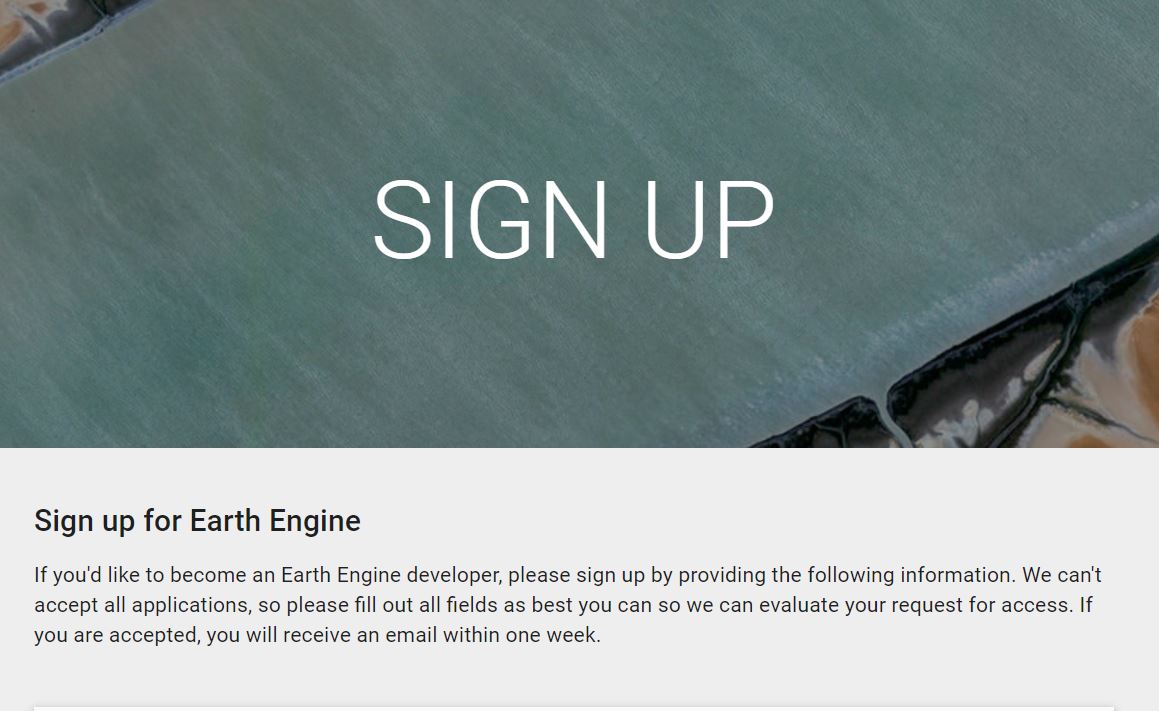 SIGN UP
Sign up for Earth Engine
If you'd like to become an Earth Engine developer, please sign up by providing the following information. We can't
accept all applications, so please fill out all fields as best you can so we can evaluate your request for access. If
you are accepted, you will receive an email within one week.